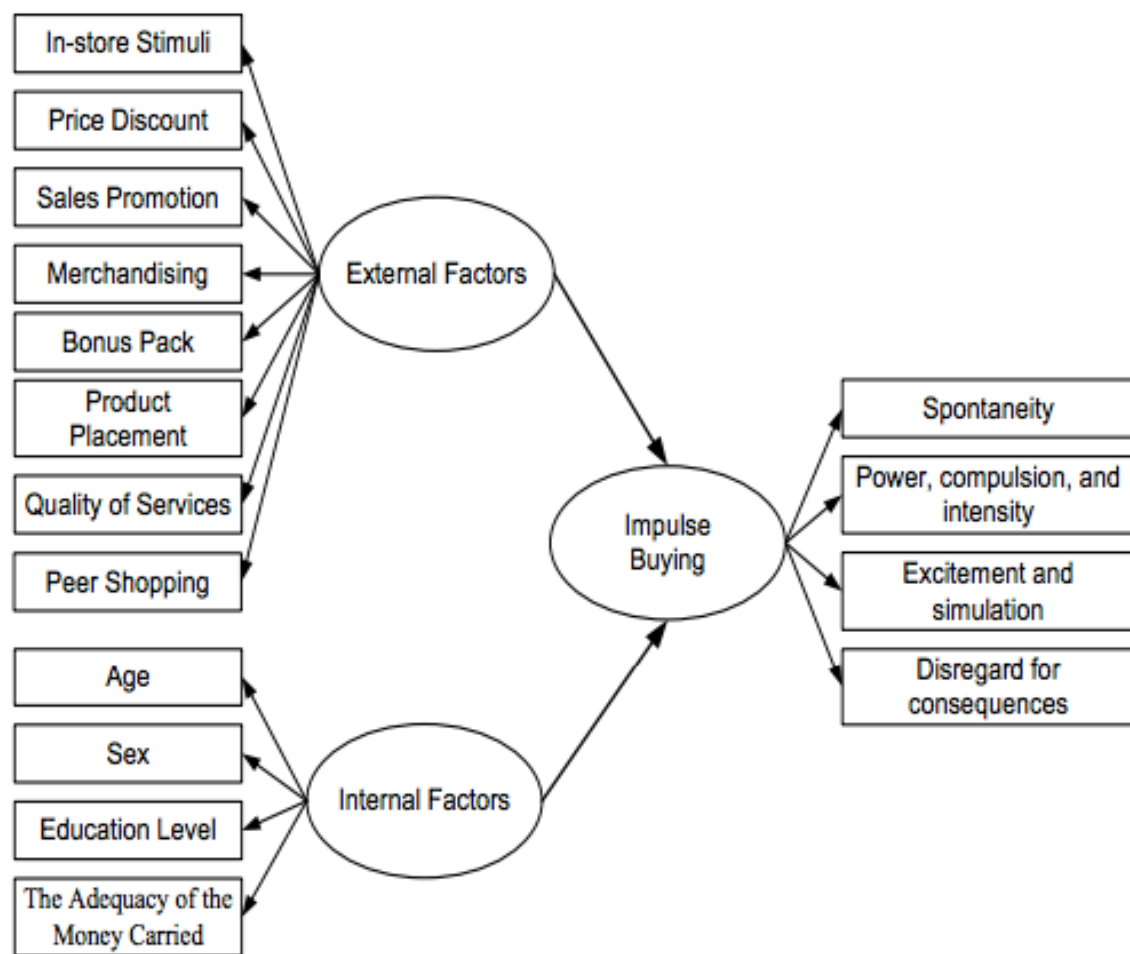 In-store Stimuli
Price Discount
Sales Promotion
Merchandising
Bonus Pack
Product
Placement
Quality of Services
Peer Shopping
External Factors
Impulse
Buying
Spontaneity
Power, compulsion, and
intensity
Excitement and
simulation
Disregard for
consequences
Age
Sex
Education Level
The Adequacy of the
Money Carried
Internal Factors